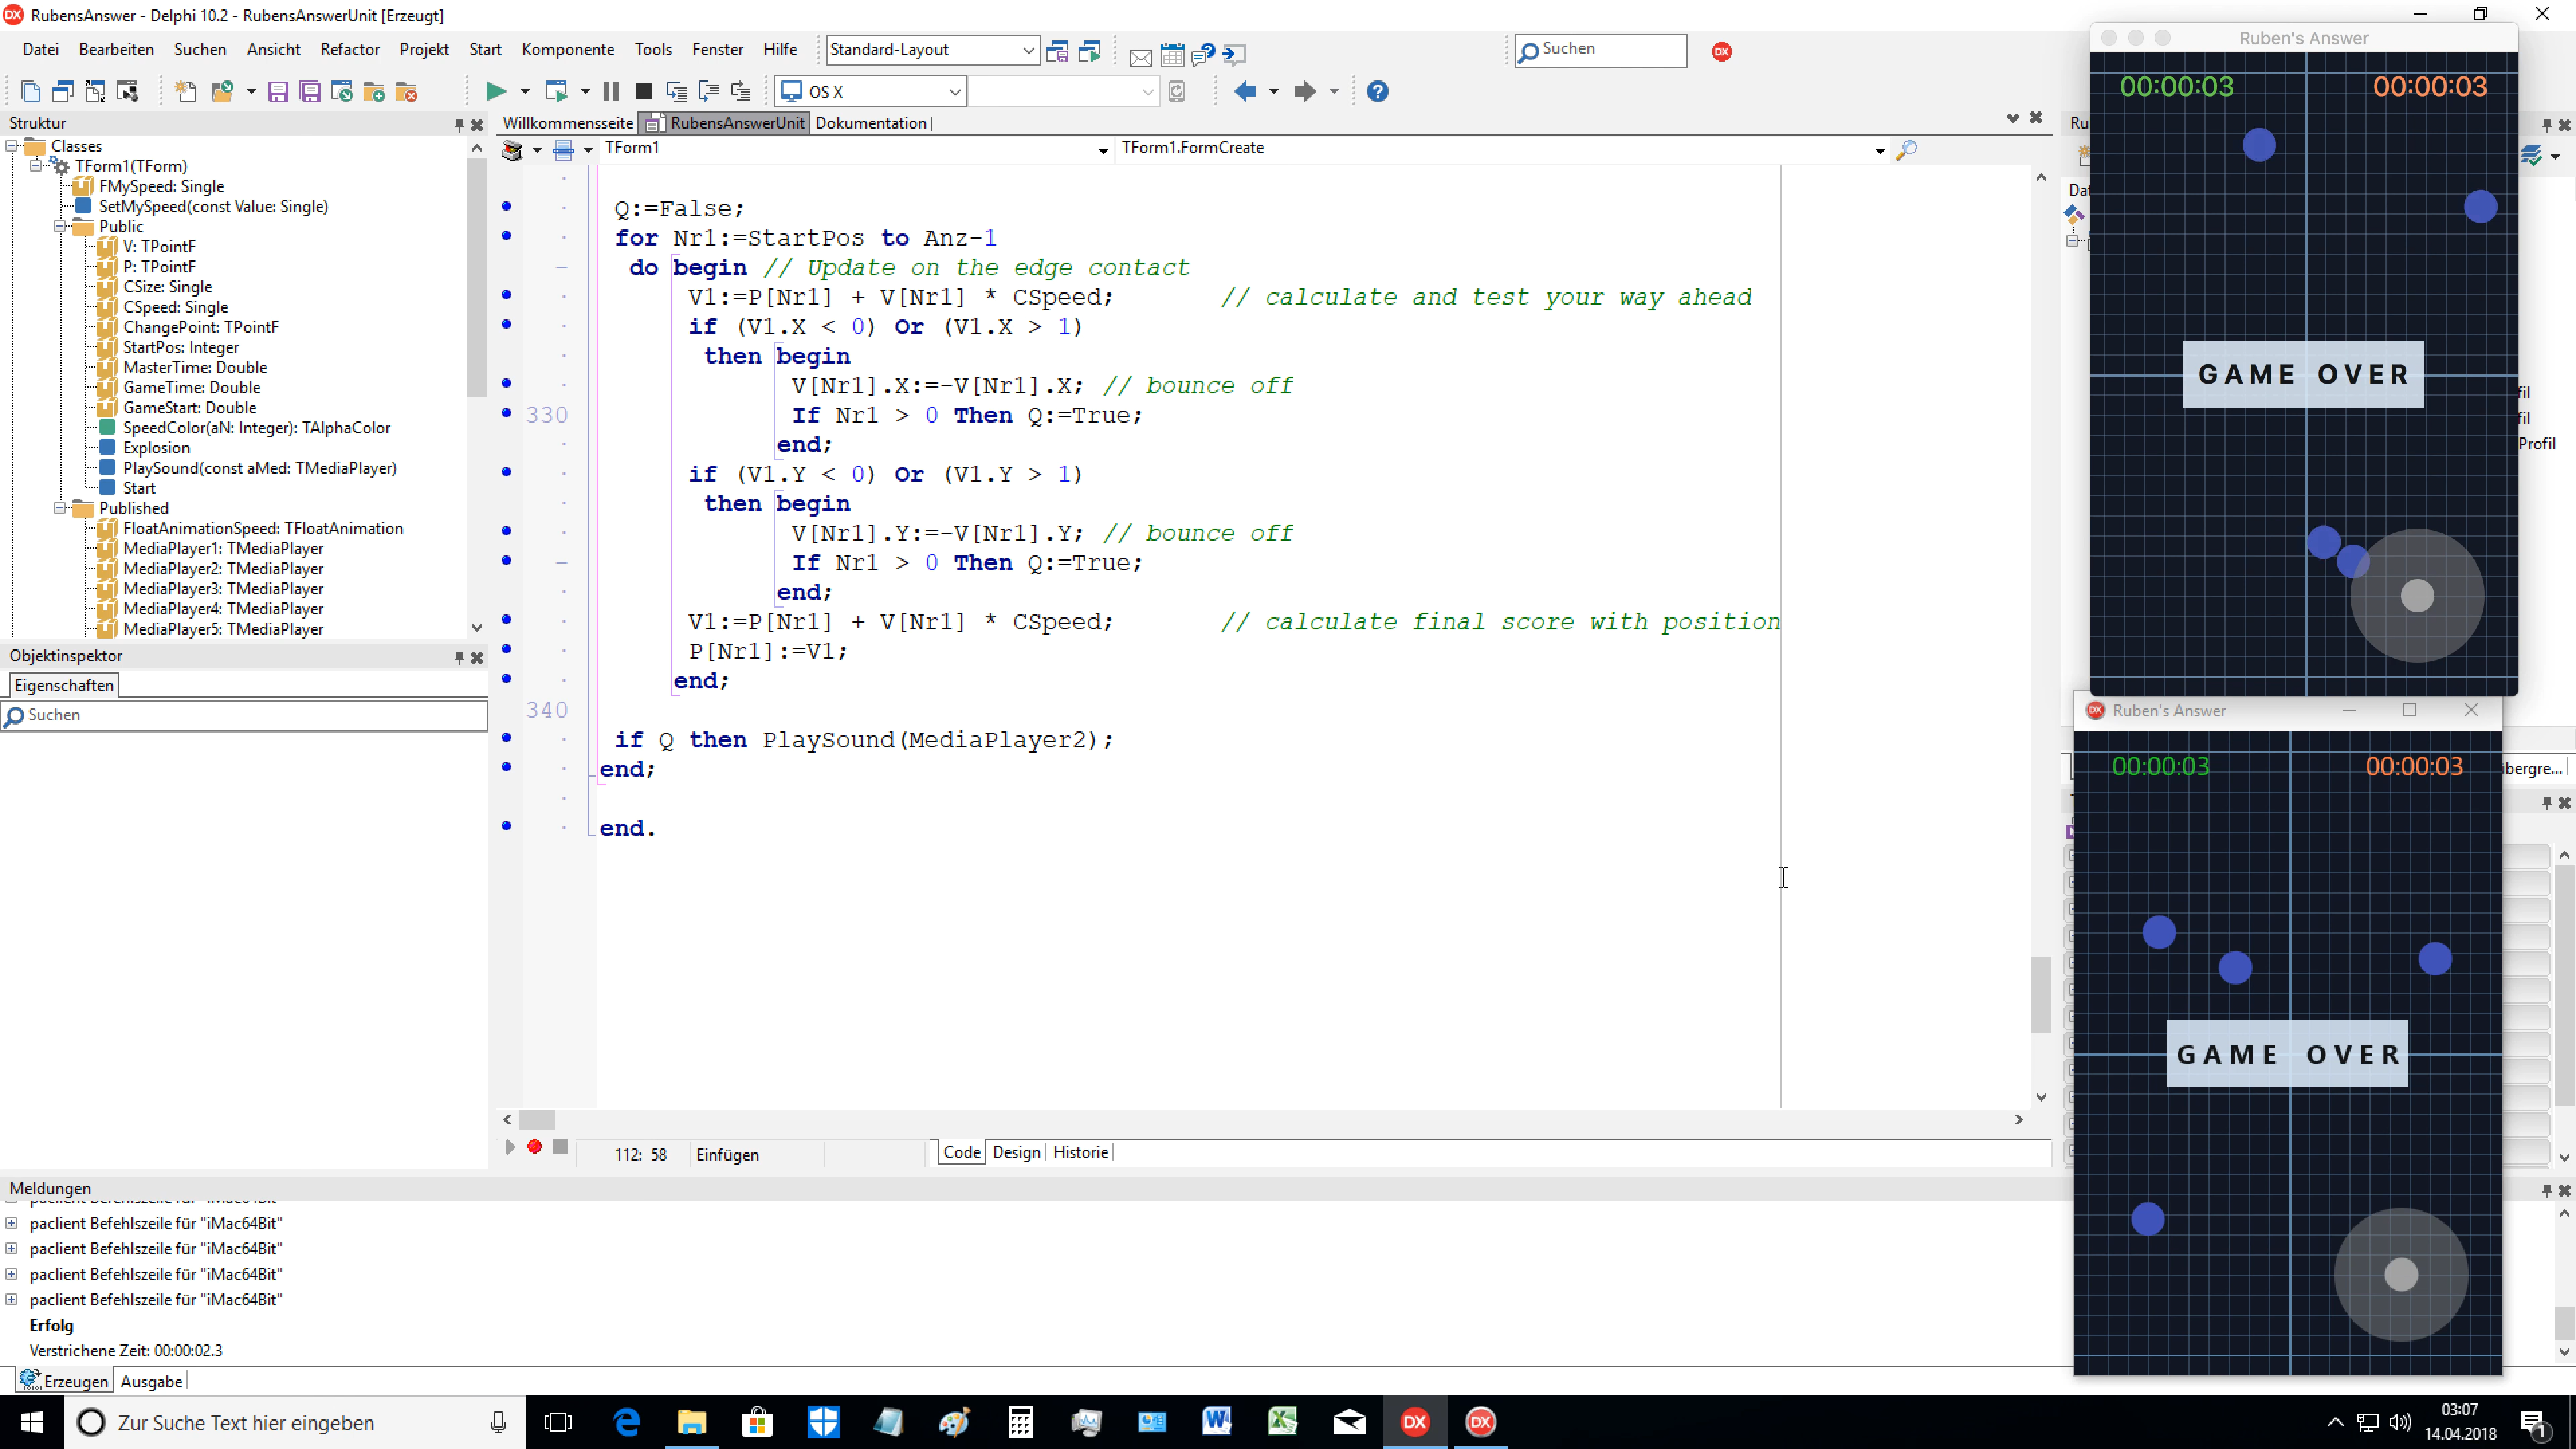 RubensAnswer - Delphi 10.2 - RubensAnswerUnit [Erzeugt]
Datei Bearbeiten Suchen Ansicht Refactor Projekt Start Komponente Tools Fenster Hilfe Standard-Layout Suchen
OS X
Struktur
Classes
TForm1(TForm)
FMySpeed: Single
SetMySpeed(const Value: Single)
Public
V: TPointF
P: TPointF
CSize: Single
CSpeed: Single
ChangePoint: TPointF
StartPos: Integer
MasterTime: Double
GameTime: Double
GameStart: Double
SpeedColor(aN: Integer): TAlphaColor
Explosion
PlaySound(const aMed: TMediaPlayer)
Start
Published
FloatAnimationSpeed: TFloatAnimation
MediaPlayer1: TMediaPlayer
MediaPlayer2: TMediaPlayer
MediaPlayer3: TMediaPlayer
MediaPlayer4: TMediaPlayer
MediaPlayer5: TMediaPlayer
Objektinspektor
Eigenschaften
Suchen
Willkommensseite RubensAnswerUnit Dokumentation
TForm1 TForm1.FormCreate
Q:=False;
for Nr1:=StartPos to Anz-1
do begin // Update on the edge contact
V1:=P[Nr1] + V[Nr1] * CSpeed; // calculate and test your way ahead
if (V1.X < 0) Or (V1.X > 1)
then begin
V[Nr1].X:=-V[Nr1].X; // bounce off
330 If Nr1 > 0 Then Q:=True;
end;
if (V1.Y < 0) Or (V1.Y > 1)
then begin
V[Nr1].Y:=-V[Nr1].Y; // bounce off
If Nr1 > 0 Then Q:=True;
end;
V1:=P[Nr1] + V[Nr1] * CSpeed; // calculate final score with position
P[Nr1]:=V1;
end;
340
if Q then PlaySound(MediaPlayer2);
end;
end.
112: 58 Einfügen Code Design Historie
Ruben's Answer
00:00:03 00:00:03
GAME OVER
Profil
Ruben's Answer
00:00:03 00:00:03
GAME OVER
Meldungen
paclient Befehlszeile für "iMac64Bit"
paclient Befehlszeile für "iMac64Bit"
paclient Befehlszeile für "iMac64Bit"
paclient Befehlszeile für "iMac64Bit"
Erfolg
Verstrichene Zeit: 00:00:02.3
Erzeugen Ausgabe
Zur Suche Text hier eingeben
03:07
14.04.2018
1